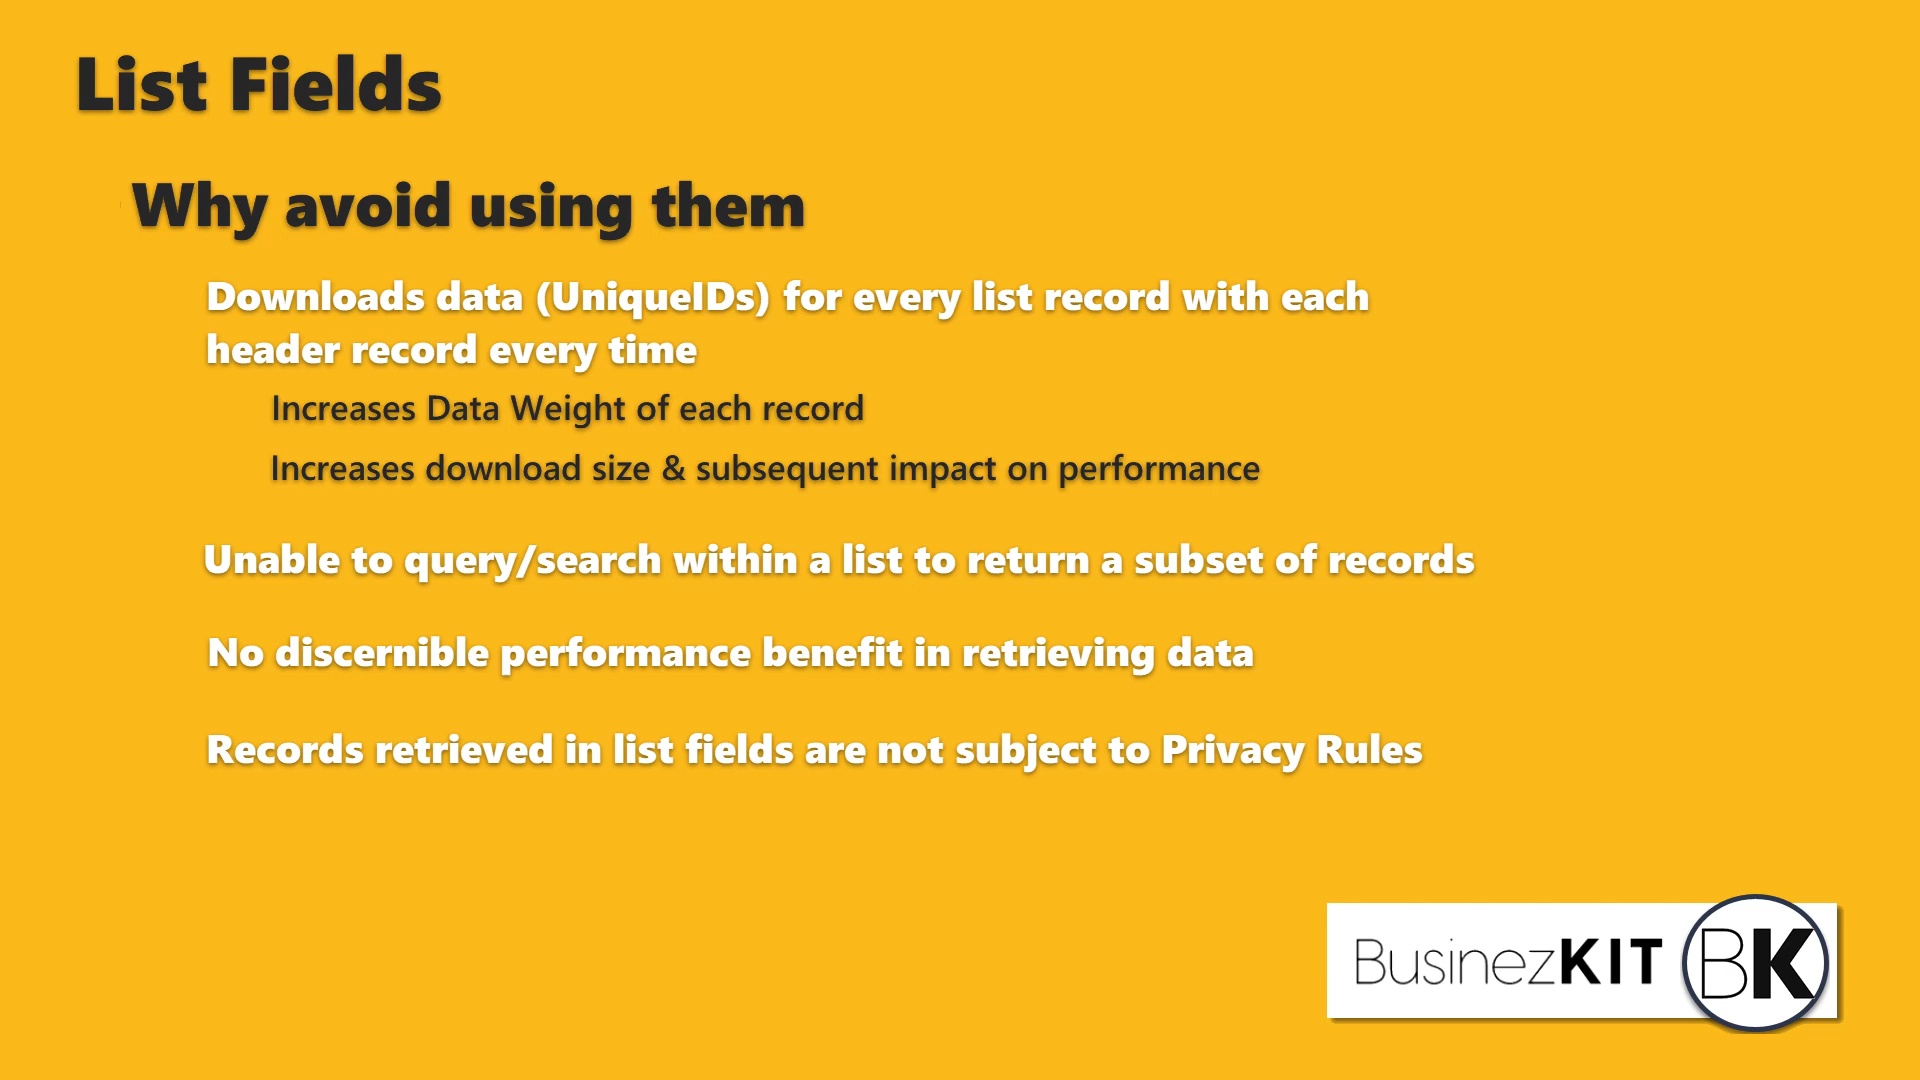 List Fields
Why avoid using them
Downloads data (UniqueIDs) for every list record with each
header record every time
Increases Data Weight of each record
Increases download size & subsequent impact on performance
Unable to query/search within a list to return a subset of records
No discernible performance benefit in retrieving data
Records retrieved in list fields are not subject to Privacy Rules
BusinezKIT BK